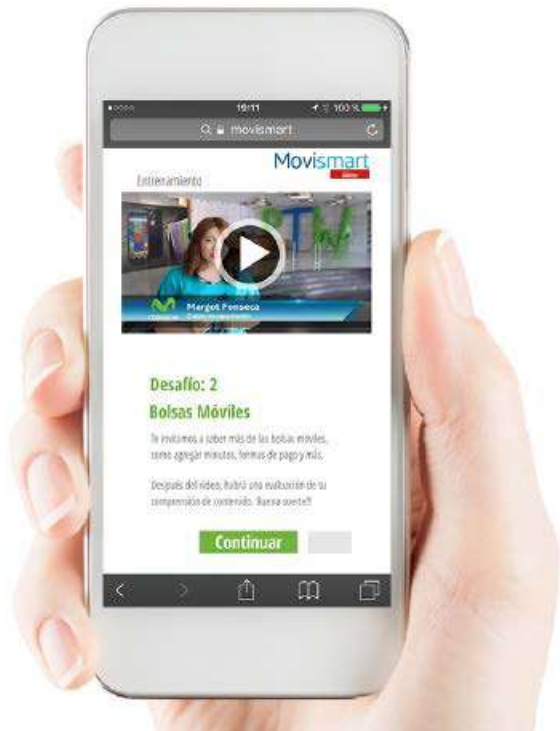 19:11
100 %
movismart
Movismart
Entrenamiento
PTM
Margot Fonseca
Desafío: 2
Bolsas Móviles
Te invitamos a saber más de las bolsas móviles,
como agregar minutos, formas de pago y más.
Después del video, habrá una evaluación de tu
comprensión de contenido. Buena suerte!!!
Continuar